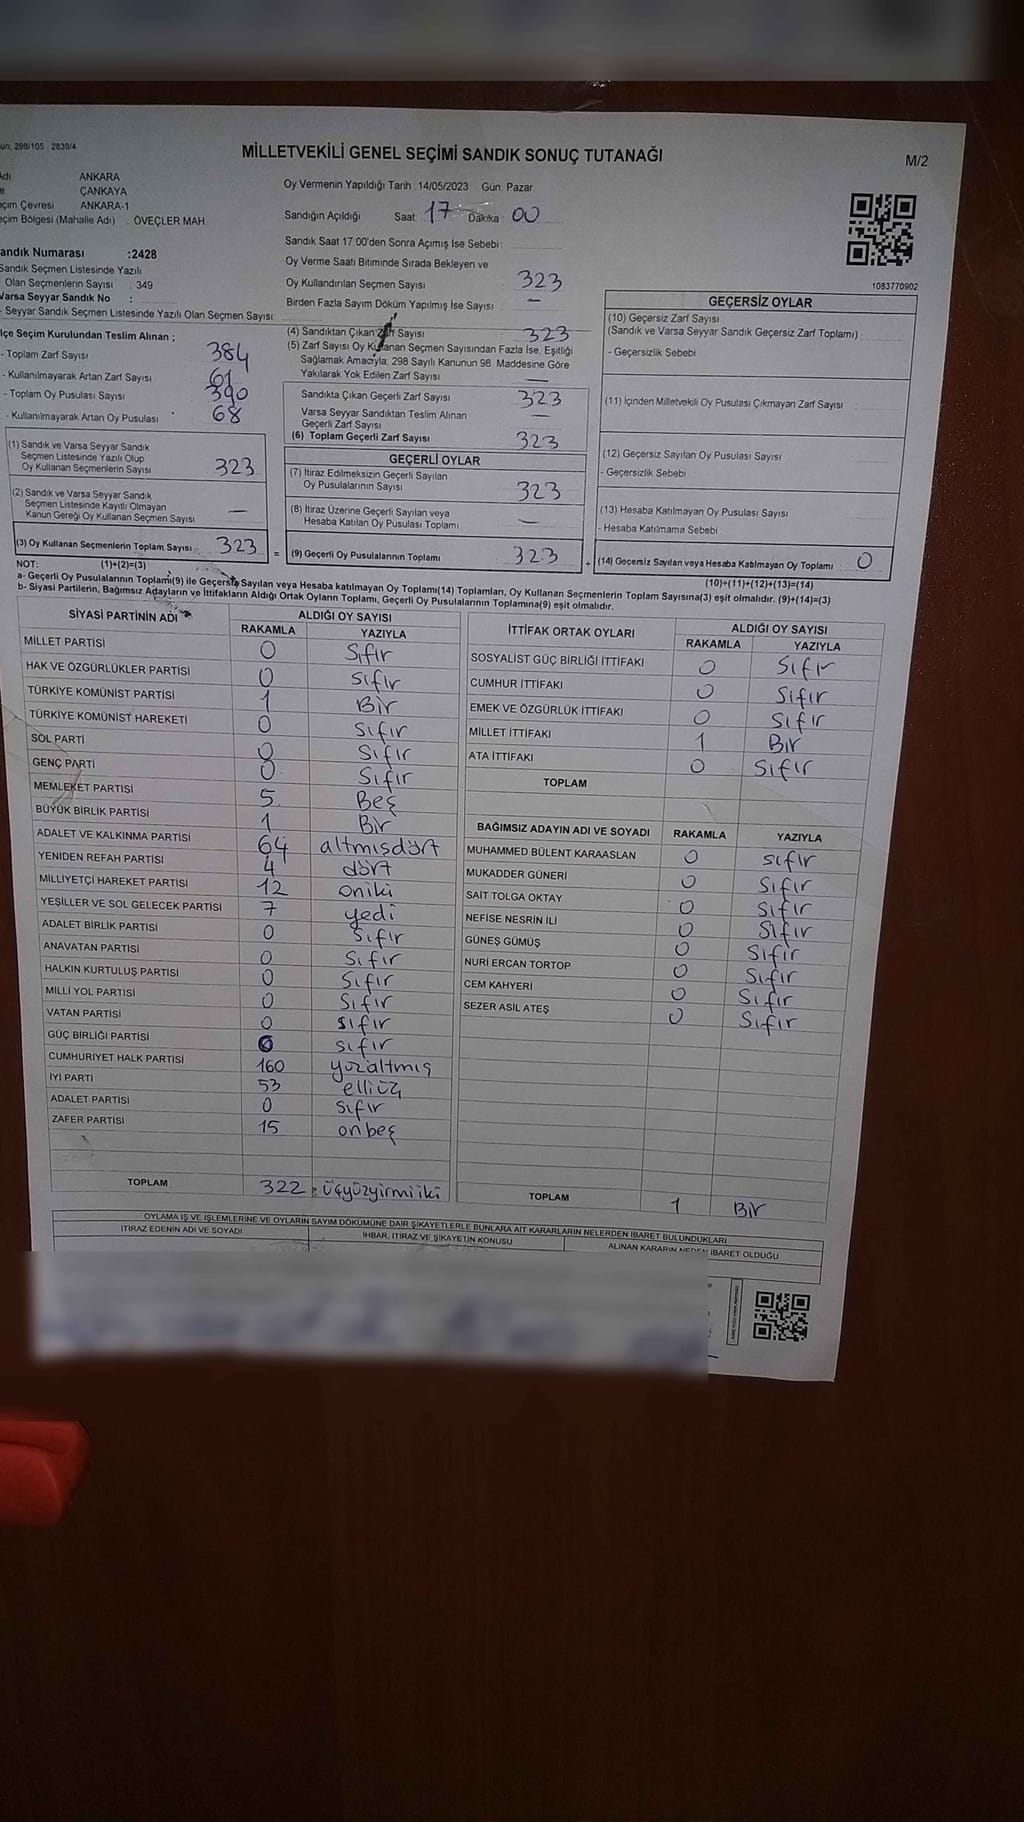 un, 298/105 2839/4
MİLLETVEKİLİ GENEL SEÇİMİ SANDIK SONUÇ TUTANAĞI
M/2
Adı ANKARA
e ÇANKAYA
eçim Çevresi ANKARA-1
eçim Bölgesi (Mahalle Adı) : ÖVEÇLER MAH.
Oy Vermenin Yapıldığı Tarih : 14/05/2023 Gün: Pazar
Sandığın Açıldığı Saat: 17 Dakika: 00
Sandık Saat 17.00'den Sonra Açımış İse Sebebi :
Oy Verme Saati Bitiminde Sırada Bekleyen ve
Oy Kullandırılan Seçmen Sayısı : 323
Birden Fazla Sayım Döküm Yapılmış İse Sayısı : —
1083770902
andık Numarası :2428
Sandık Seçmen Listesinde Yazılı
Olan Seçmenlerin Sayısı : 349
Varsa Seyyar Sandık No :
- Seyyar Sandık Seçmen Listesinde Yazılı Olan Seçmen Sayısı:
lçe Seçim Kurulundan Teslim Alınan ;
- Toplam Zarf Sayısı 384
- Kullanılmayarak Artan Zarf Sayısı 61
- Toplam Oy Pusulası Sayısı 390
- Kullanılmayarak Artan Oy Pusulası 68
(1) Sandık ve Varsa Seyyar Sandık
Seçmen Listesinde Yazılı Olup
Oy Kullanan Seçmenlerin Sayısı 323
(2) Sandık ve Varsa Seyyar Sandık
Seçmen Listesinde Kayıtlı Olmayan
Kanun Gereği Oy Kullanan Seçmen Sayısı —
(3) Oy Kullanan Seçmenlerin Toplam Sayısı : 323 =
(4) Sandıktan Çıkan Zarf Sayısı 323
(5) Zarf Sayısı Oy Kullanan Seçmen Sayısından Fazla İse, Eşitliği
Sağlamak Amacıyla, 298 Sayılı Kanunun 98. Maddesine Göre
Yakılarak Yok Edilen Zarf Sayısı —
Sandıkta Çıkan Geçerli Zarf Sayısı 323
Varsa Seyyar Sandıktan Teslim Alınan
Geçerli Zarf Sayısı —
(6) Toplam Geçerli Zarf Sayısı 323
GEÇERLİ OYLAR
(7) İtiraz Edilmeksizin Geçerli Sayılan
Oy Pusulalarının Sayısı 323
(8) İtiraz Üzerine Geçerli Sayılan veya
Hesaba Katılan Oy Pusulası Toplamı —
(9) Geçerli Oy Pusulalarının Toplamı 323 +
GEÇERSİZ OYLAR
(10) Geçersiz Zarf Sayısı
(Sandık ve Varsa Seyyar Sandık Geçersiz Zarf Toplamı) :
- Geçersizlik Sebebi
(11) İçinden Milletvekili Oy Pusulası Çıkmayan Zarf Sayısı
(12) Geçersiz Sayılan Oy Pusulası Sayısı
- Geçersizlik Sebebi
(13) Hesaba Katılmayan Oy Pusulası Sayısı
- Hesaba Katılmama Sebebi
(14) Geçersiz Sayılan veya Hesaba Katılmayan Oy Toplamı : 0
NOT: (1)+(2)=(3)
(10)+(11)+(12)+(13)=(14)
a- Geçerli Oy Pusulalarının Toplamı(9) ile Geçersiz Sayılan veya Hesaba katılmayan Oy Toplamı(14) Toplamları, Oy Kullanan Seçmenlerin Toplam Sayısına(3) eşit olmalıdır. (9)+(14)=(3)
b- Siyasi Partilerin, Bağımsız Adayların ve İttifakların Aldığı Ortak Oyların Toplamı, Geçerli Oy Pusulalarının Toplamına(9) eşit olmalıdır.
SİYASİ PARTİNİN ADI ALDIĞI OY SAYISI
RAKAMLA YAZIYLA
MİLLET PARTİSİ 0 Sıfır
HAK VE ÖZGÜRLÜKLER PARTİSİ 0 Sıfır
TÜRKİYE KOMÜNİST PARTİSİ 1 Bir
TÜRKİYE KOMÜNİST HAREKETİ 0 Sıfır
SOL PARTİ 0 Sıfır
GENÇ PARTİ 0 Sıfır
MEMLEKET PARTİSİ 5 Beş
BÜYÜK BİRLİK PARTİSİ 1 Bir
ADALET VE KALKINMA PARTİSİ 64 altmışdört
YENİDEN REFAH PARTİSİ 4 dört
MİLLİYETÇİ HAREKET PARTİSİ 12 oniki
YEŞİLLER VE SOL GELECEK PARTİSİ 7 yedi
ADALET BİRLİK PARTİSİ 0 Sıfır
ANAVATAN PARTİSİ 0 Sıfır
HALKIN KURTULUŞ PARTİSİ 0 Sıfır
MİLLİ YOL PARTİSİ 0 Sıfır
VATAN PARTİSİ 0 sıfır
GÜÇ BİRLİĞİ PARTİSİ 0 sıfır
CUMHURİYET HALK PARTİSİ 160 yüzaltmış
İYİ PARTİ 53 elliüç
ADALET PARTİSİ 0 sıfır
ZAFER PARTİSİ 15 onbeş
TOPLAM 322 üçyüzyirmiiki
İTTİFAK ORTAK OYLARI ALDIĞI OY SAYISI
RAKAMLA YAZIYLA
SOSYALİST GÜÇ BİRLİĞİ İTTİFAKI 0 Sıfır
CUMHUR İTTİFAKI 0 Sıfır
EMEK VE ÖZGÜRLÜK İTTİFAKI 0 Sıfır
MİLLET İTTİFAKI 1 Bir
ATA İTTİFAKI 0 Sıfır
TOPLAM
BAĞIMSIZ ADAYIN ADI VE SOYADI RAKAMLA YAZIYLA
MUHAMMED BÜLENT KARAASLAN 0 sıfır
MUKADDER GÜNERİ 0 Sıfır
SAİT TOLGA OKTAY 0 Sıfır
NEFİSE NESRİN İLİ 0 Sıfır
GÜNEŞ GÜMÜŞ 0 Sıfır
NURİ ERCAN TORTOP 0 Sıfır
CEM KAHYERİ 0 Sıfır
SEZER ASİL ATEŞ 0 Sıfır
TOPLAM 1 Bir
OYLAMA İŞ VE İŞLEMLERİNE VE OYLARIN SAYIM DÖKÜMÜNE DAİR ŞİKAYETLERLE BUNLARA AİT KARARLARIN NELERDEN İBARET BULUNDUKLARI
İTİRAZ EDENİN ADI VE SOYADI İHBAR, İTİRAZ VE ŞİKAYETİN KONUSU ALINAN KARARIN NEDEN İBARET OLDUĞU